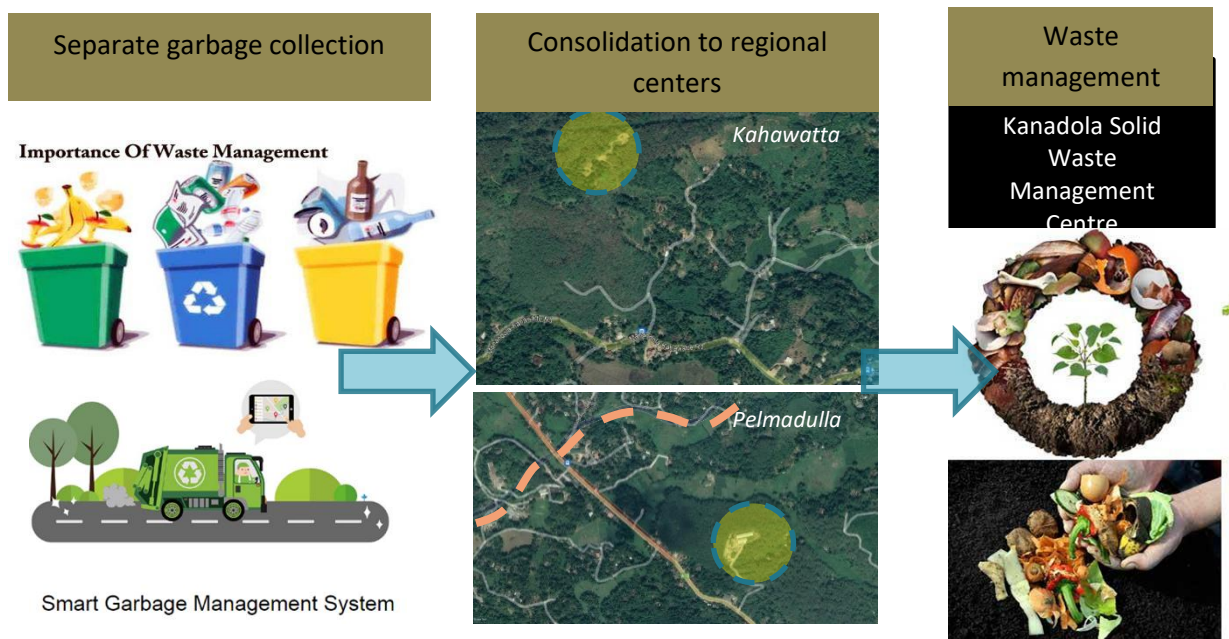 Separate garbage collection
Importance Of Waste Management
Smart Garbage Management System
Consolidation to regional
centers
Kahawatta
Pelmadulla
Waste
management
Kanadola Solid
Waste
Management
Centre